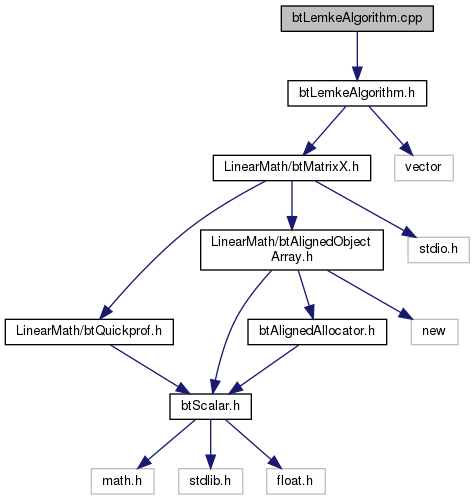 btLemkeAlgorithm.cpp
btLemkeAlgorithm.h
LinearMath/btMatrixX.h
vector
LinearMath/btAlignedObject
Array.h
stdio.h
LinearMath/btQuickprof.h
btAlignedAllocator.h
new
btScalar.h
math.h
stdlib.h
float.h